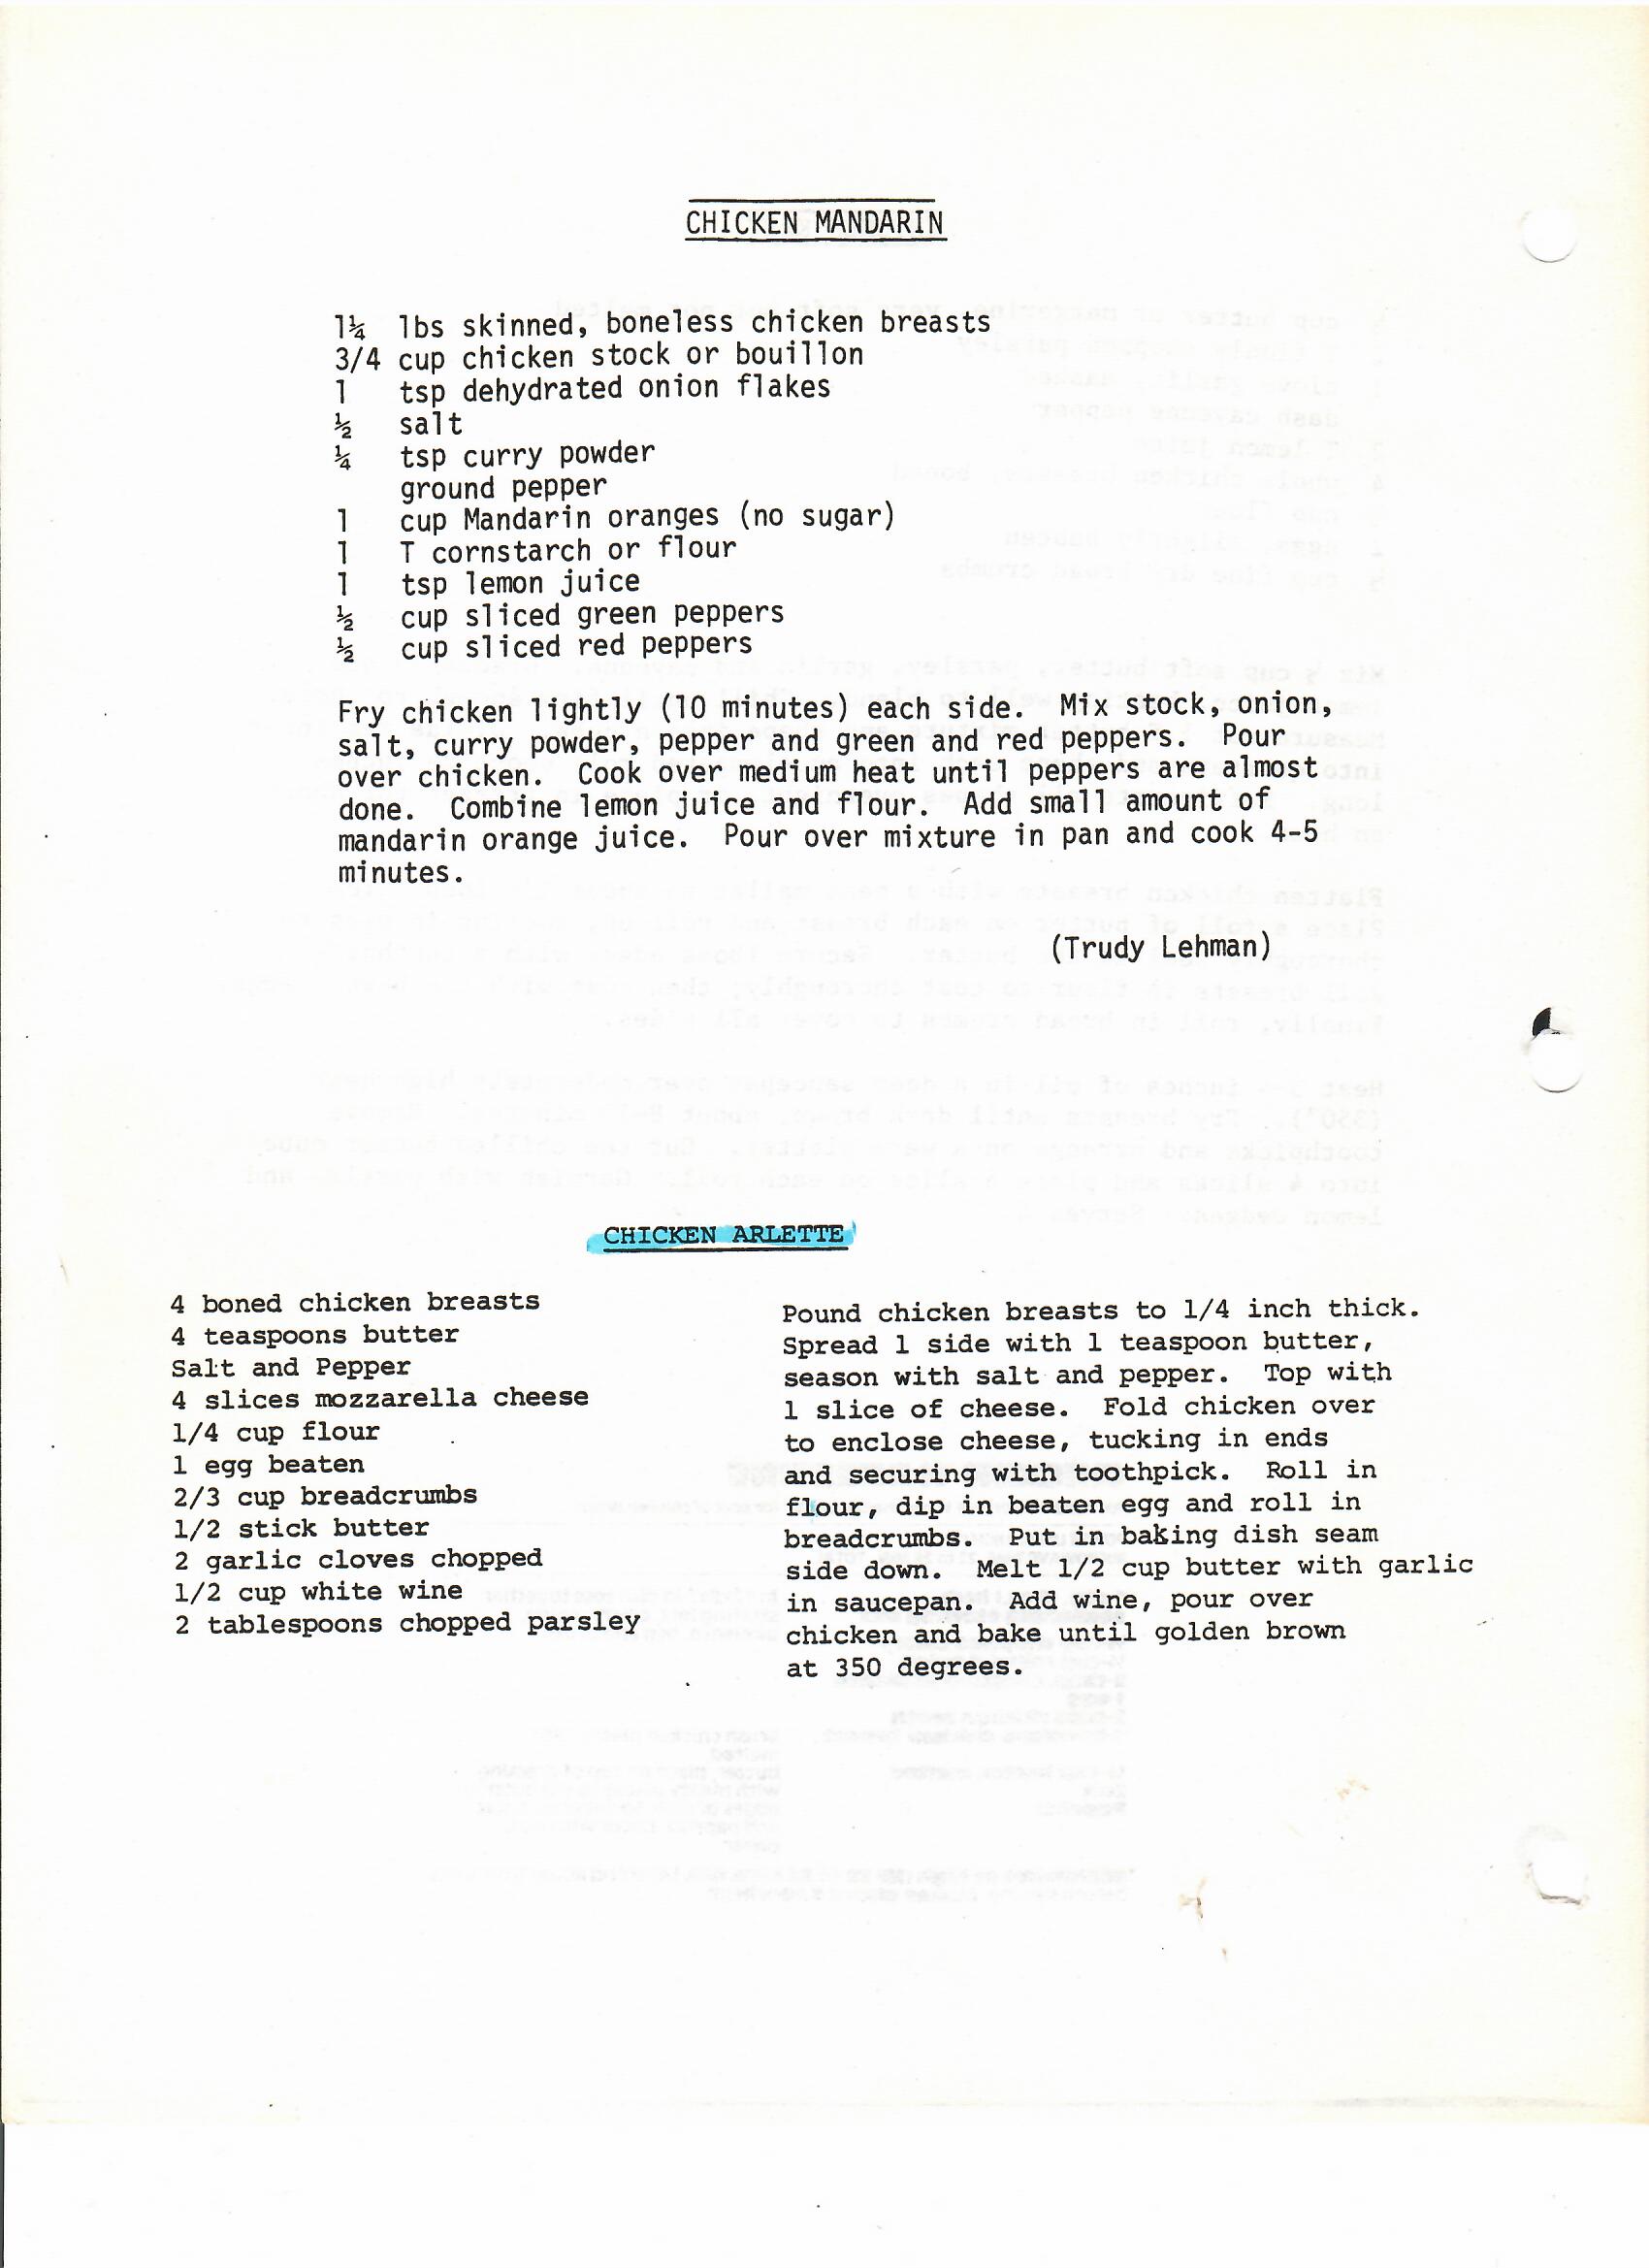 CHICKEN MANDARIN
1¼ lbs skinned, boneless chicken breasts
3/4 cup chicken stock or bouillon
1 tsp dehydrated onion flakes
½ salt
¼ tsp curry powder
ground pepper
1 cup Mandarin oranges (no sugar)
1 T cornstarch or flour
1 tsp lemon juice
½ cup sliced green peppers
½ cup sliced red peppers
Fry chicken lightly (10 minutes) each side. Mix stock, onion,
salt, curry powder, pepper and green and red peppers. Pour
over chicken. Cook over medium heat until peppers are almost
done. Combine lemon juice and flour. Add small amount of
mandarin orange juice. Pour over mixture in pan and cook 4-5
minutes.
(Trudy Lehman)
CHICKEN ARLETTE
4 boned chicken breasts
4 teaspoons butter
Salt and Pepper
4 slices mozzarella cheese
1/4 cup flour
1 egg beaten
2/3 cup breadcrumbs
1/2 stick butter
2 garlic cloves chopped
1/2 cup white wine
2 tablespoons chopped parsley
Pound chicken breasts to 1/4 inch thick.
Spread 1 side with 1 teaspoon butter,
season with salt and pepper. Top with
1 slice of cheese. Fold chicken over
to enclose cheese, tucking in ends
and securing with toothpick. Roll in
flour, dip in beaten egg and roll in
breadcrumbs. Put in baking dish seam
side down. Melt 1/2 cup butter with garlic
in saucepan. Add wine, pour over
chicken and bake until golden brown
at 350 degrees.